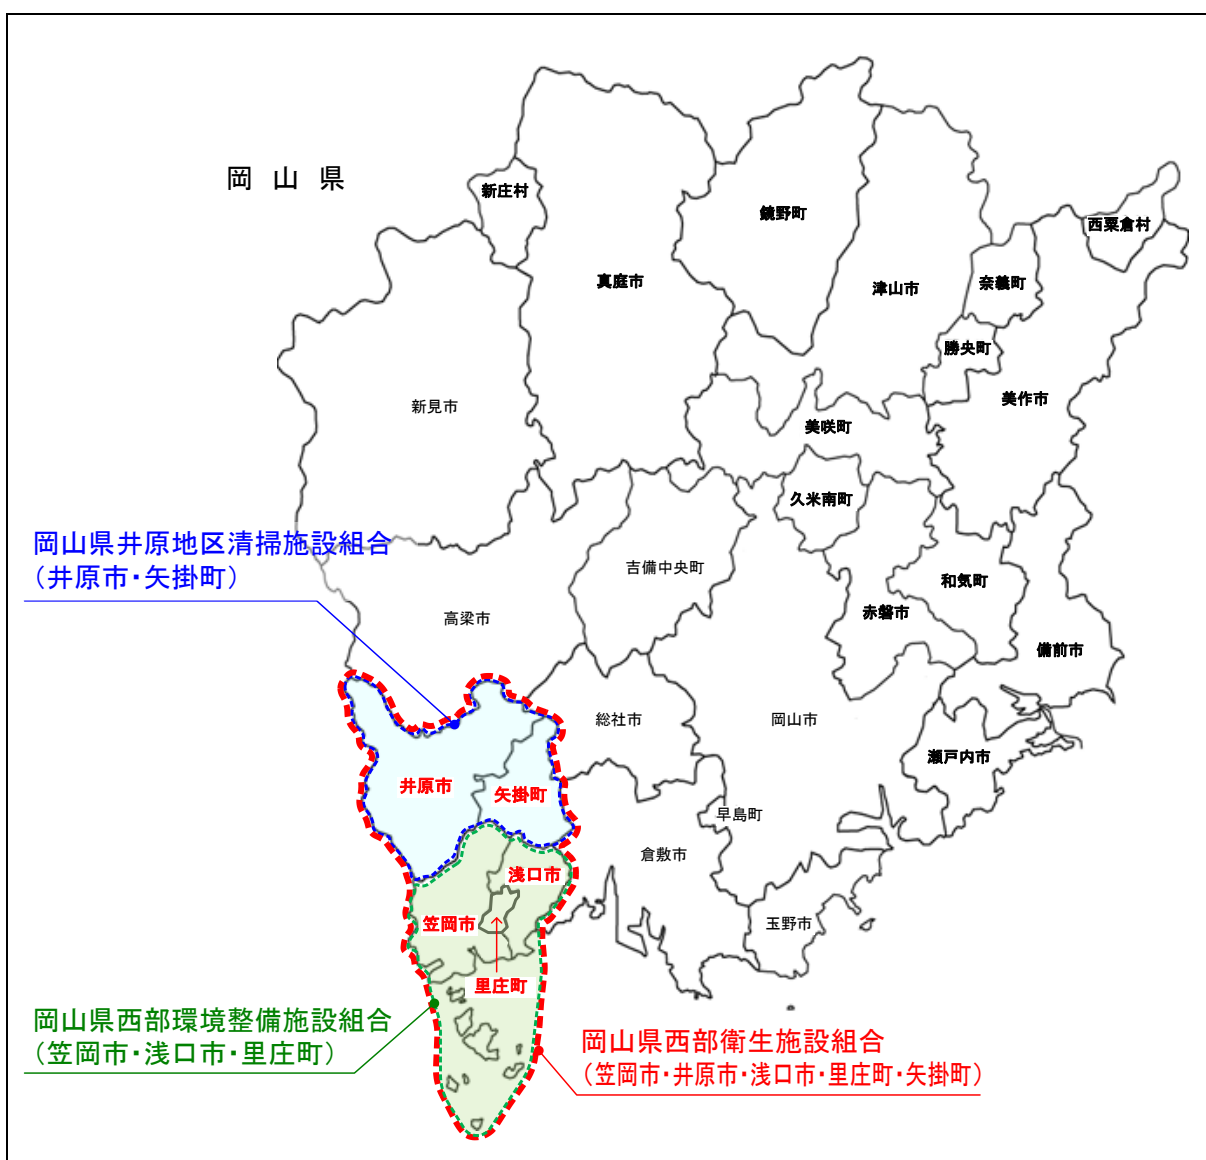 岡 山 県
新庄村
鏡野町
西粟倉村
真庭市
津山市
奈義町
勝央町
美作市
新見市
美咲町
久米南町
岡山県井原地区清掃施設組合
（井原市・矢掛町）
吉備中央町
和気町
高梁市
赤磐市
備前市
総社市
岡山市
瀬戸内市
井原市
矢掛町
早島町
倉敷市
浅口市
笠岡市
玉野市
里庄町
岡山県西部環境整備施設組合
（笠岡市・浅口市・里庄町）
岡山県西部衛生施設組合
（笠岡市・井原市・浅口市・里庄町・矢掛町）